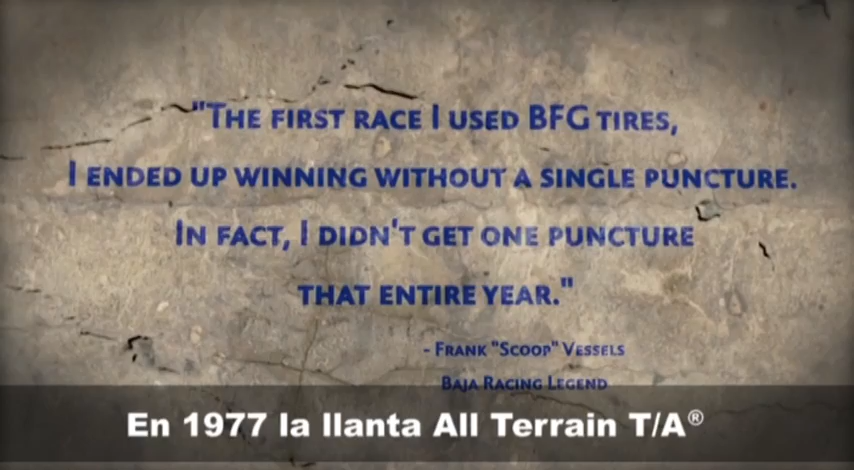 "THE FIRST RACE I USED BFG TIRES,
I ENDED UP WINNING WITHOUT A SINGLE PUNCTURE.
IN FACT, I DIDN'T GET ONE PUNCTURE
THAT ENTIRE YEAR."
- FRANK "SCOOP" VESSELS
BAJA RACING LEGEND
En 1977 la llanta All Terrain T/A®